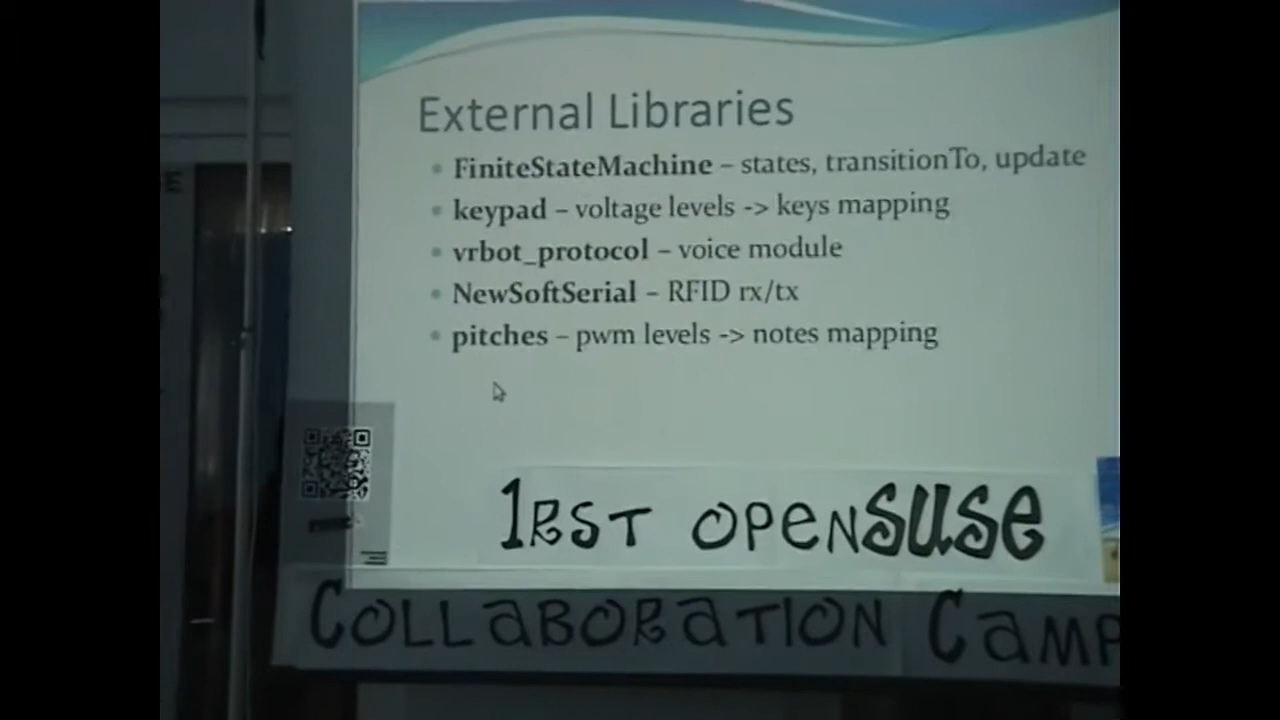 External Libraries
FiniteStateMachine – states, transitionTo, update
keypad – voltage levels -> keys mapping
vrbot_protocol – voice module
NewSoftSerial – RFID rx/tx
pitches – pwm levels -> notes mapping
1RST OPENSUSE
COLLABORATION CAMP